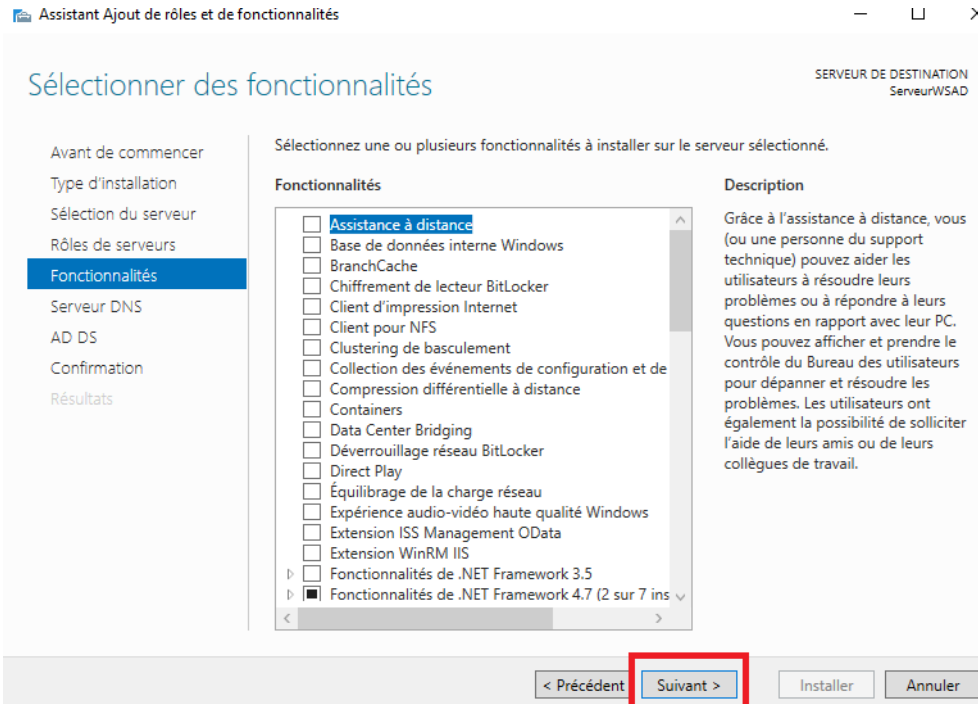 Assistant Ajout de rôles et de fonctionnalités
Sélectionner des fonctionnalités
SERVEUR DE DESTINATION
ServeurWSAD
Avant de commencer
Type d'installation
Sélection du serveur
Rôles de serveurs
Fonctionnalités
Serveur DNS
AD DS
Confirmation
Résultats
Sélectionnez une ou plusieurs fonctionnalités à installer sur le serveur sélectionné.
Fonctionnalités
Assistance à distance
Base de données interne Windows
BranchCache
Chiffrement de lecteur BitLocker
Client d'impression Internet
Client pour NFS
Clustering de basculement
Collection des événements de configuration et de
Compression différentielle à distance
Containers
Data Center Bridging
Déverrouillage réseau BitLocker
Direct Play
Équilibrage de la charge réseau
Expérience audio-vidéo haute qualité Windows
Extension ISS Management OData
Extension WinRM IIS
Fonctionnalités de .NET Framework 3.5
Fonctionnalités de .NET Framework 4.7 (2 sur 7 ins
Description
Grâce à l'assistance à distance, vous
(ou une personne du support
technique) pouvez aider les
utilisateurs à résoudre leurs
problèmes ou à répondre à leurs
questions en rapport avec leur PC.
Vous pouvez afficher et prendre le
contrôle du Bureau des utilisateurs
pour dépanner et résoudre les
problèmes. Les utilisateurs ont
également la possibilité de solliciter
l'aide de leurs amis ou de leurs
collègues de travail.
< Précédent
Suivant >
Installer
Annuler